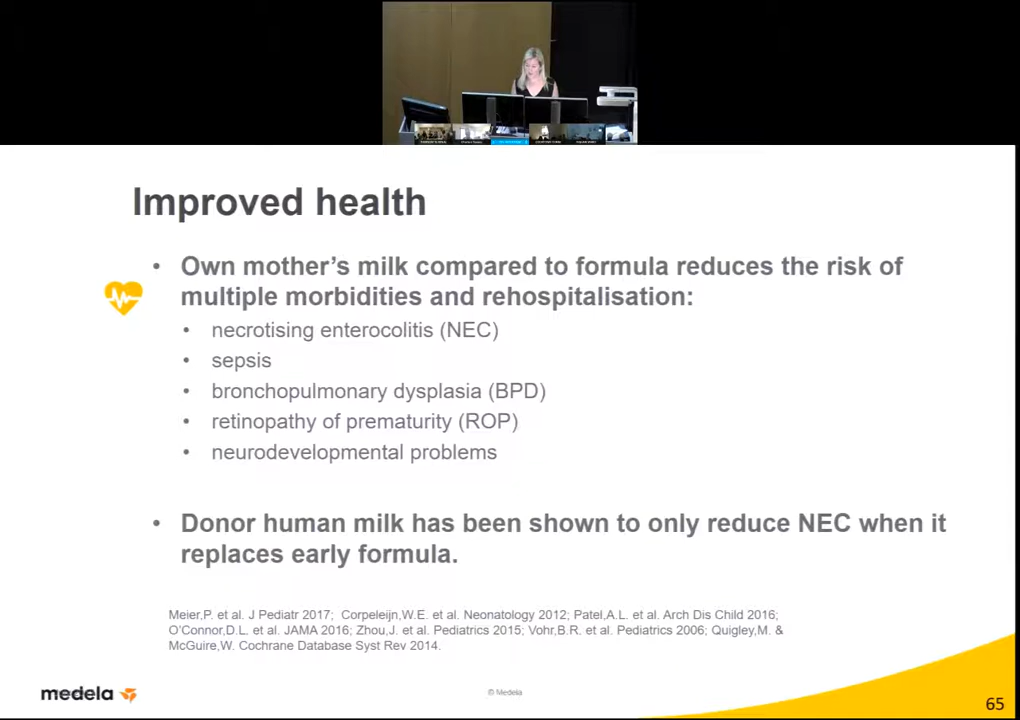 Improved health
• Own mother's milk compared to formula reduces the risk of
multiple morbidities and rehospitalisation:
• necrotising enterocolitis (NEC)
• sepsis
• bronchopulmonary dysplasia (BPD)
• retinopathy of prematurity (ROP)
• neurodevelopmental problems
• Donor human milk has been shown to only reduce NEC when it
replaces early formula.
Meier,P. et al. J Pediatr 2017; Corpeleijn,W.E. et al. Neonatology 2012; Patel,A.L. et al. Arch Dis Child 2016;
O'Connor,D.L. et al. JAMA 2016; Zhou,J. et al. Pediatrics 2015; Vohr,B.R. et al. Pediatrics 2006; Quigley,M. &
McGuire,W. Cochrane Database Syst Rev 2014.
medela
© Medela
65